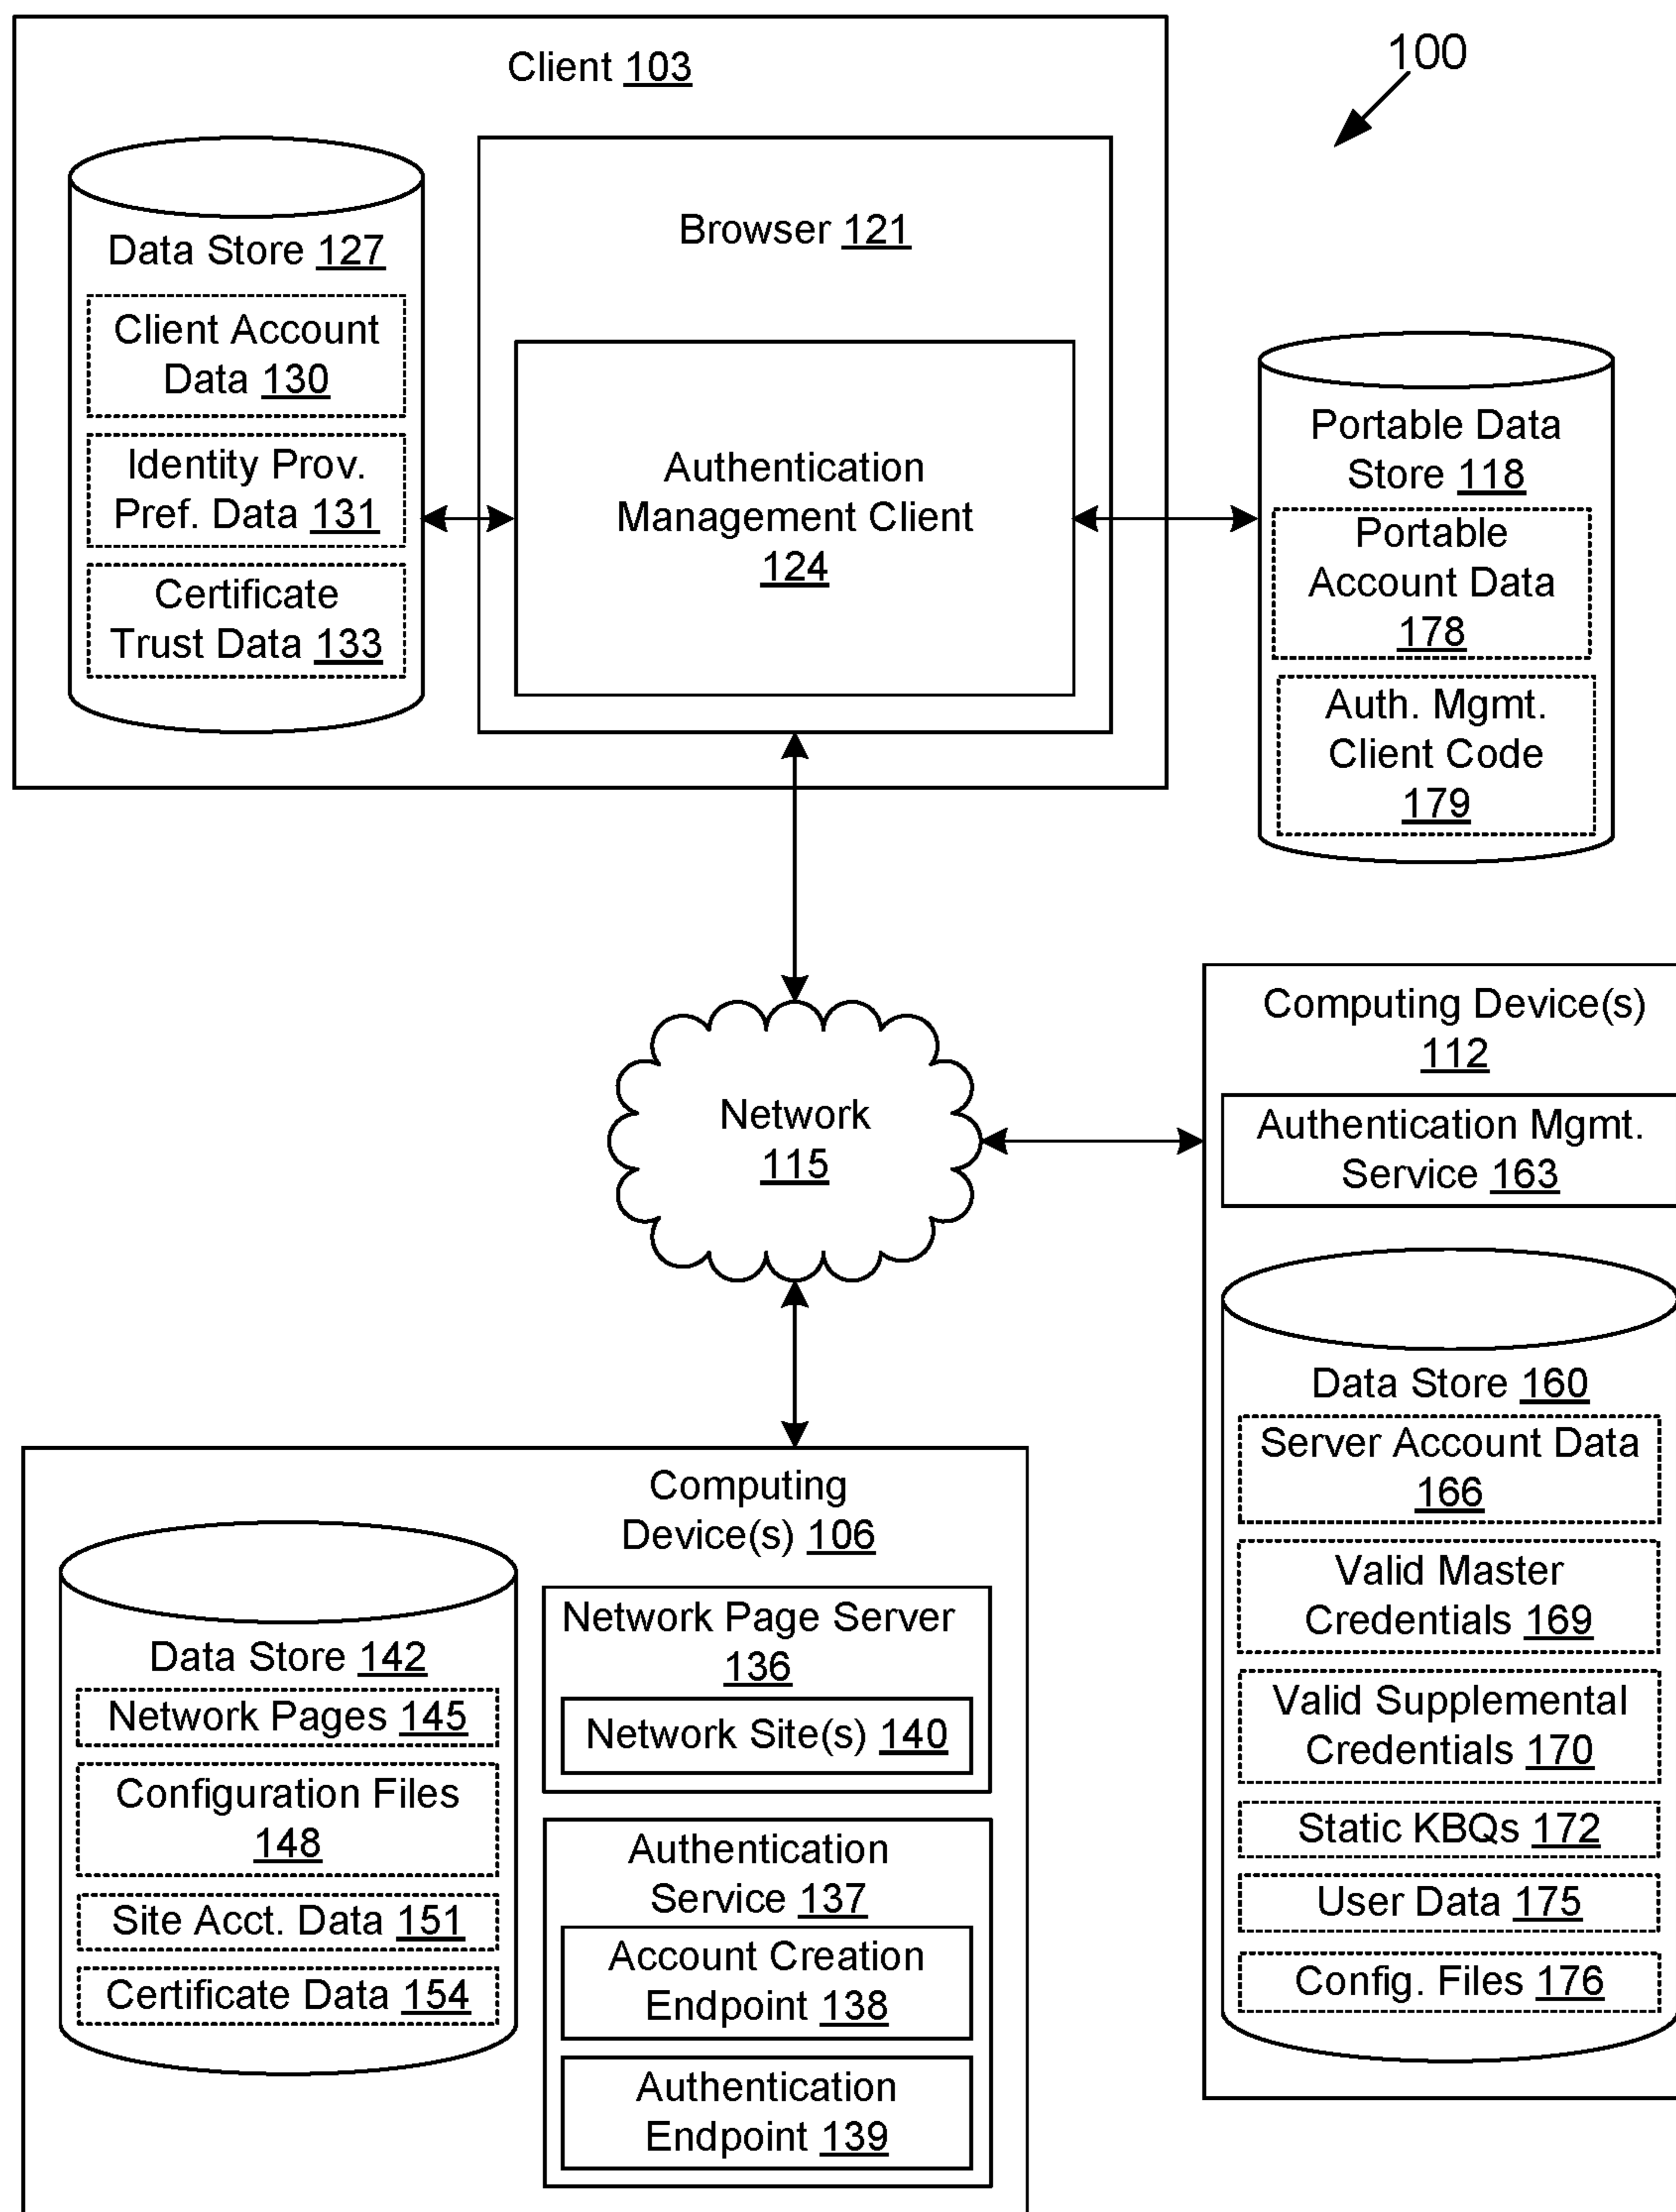 100
Client 103
Data Store 127
Client Account
Data 130
Identity Prov.
Pref. Data 131
Certificate
Trust Data 133
Browser 121
Authentication
Management Client
124
Portable Data
Store 118
Portable
Account Data
178
Auth. Mgmt.
Client Code
179
Network
115
Computing Device(s)
112
Authentication Mgmt.
Service 163
Data Store 160
Server Account Data
166
Valid Master
Credentials 169
Valid Supplemental
Credentials 170
Static KBQs 172
User Data 175
Config. Files 176
Computing
Device(s) 106
Data Store 142
Network Pages 145
Configuration Files
148
Site Acct. Data 151
Certificate Data 154
Network Page Server
136
Network Site(s) 140
Authentication
Service 137
Account Creation
Endpoint 138
Authentication
Endpoint 139